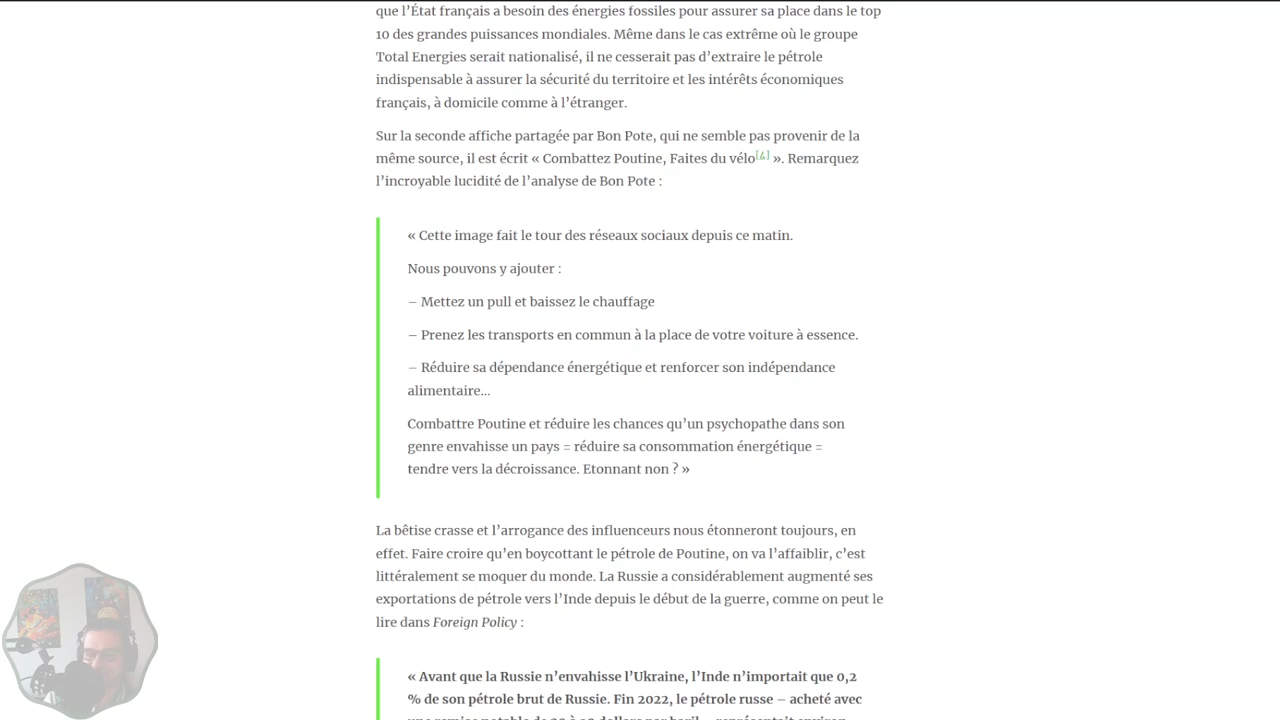 que l’État français a besoin des énergies fossiles pour assurer sa place dans le top
10 des grandes puissances mondiales. Même dans le cas extrême où le groupe
Total Energies serait nationalisé, il ne cesserait pas d’extraire le pétrole
indispensable à assurer la sécurité du territoire et les intérêts économiques
français, à domicile comme à l’étranger.
Sur la seconde affiche partagée par Bon Pote, qui ne semble pas provenir de la
même source, il est écrit « Combattez Poutine, Faites du vélo[4] ». Remarquez
l’incroyable lucidité de l’analyse de Bon Pote :
« Cette image fait le tour des réseaux sociaux depuis ce matin.
Nous pouvons y ajouter :
– Mettez un pull et baissez le chauffage
– Prenez les transports en commun à la place de votre voiture à essence.
– Réduire sa dépendance énergétique et renforcer son indépendance
alimentaire…
Combattre Poutine et réduire les chances qu’un psychopathe dans son
genre envahisse un pays = réduire sa consommation énergétique =
tendre vers la décroissance. Etonnant non ? »
La bêtise crasse et l’arrogance des influenceurs nous étonneront toujours, en
effet. Faire croire qu’en boycottant le pétrole de Poutine, on va l’affaiblir, c’est
littéralement se moquer du monde. La Russie a considérablement augmenté ses
exportations de pétrole vers l’Inde depuis le début de la guerre, comme on peut le
lire dans Foreign Policy :
« Avant que la Russie n’envahisse l’Ukraine, l’Inde n’importait que 0,2
% de son pétrole brut de Russie. Fin 2022, le pétrole russe – acheté avec